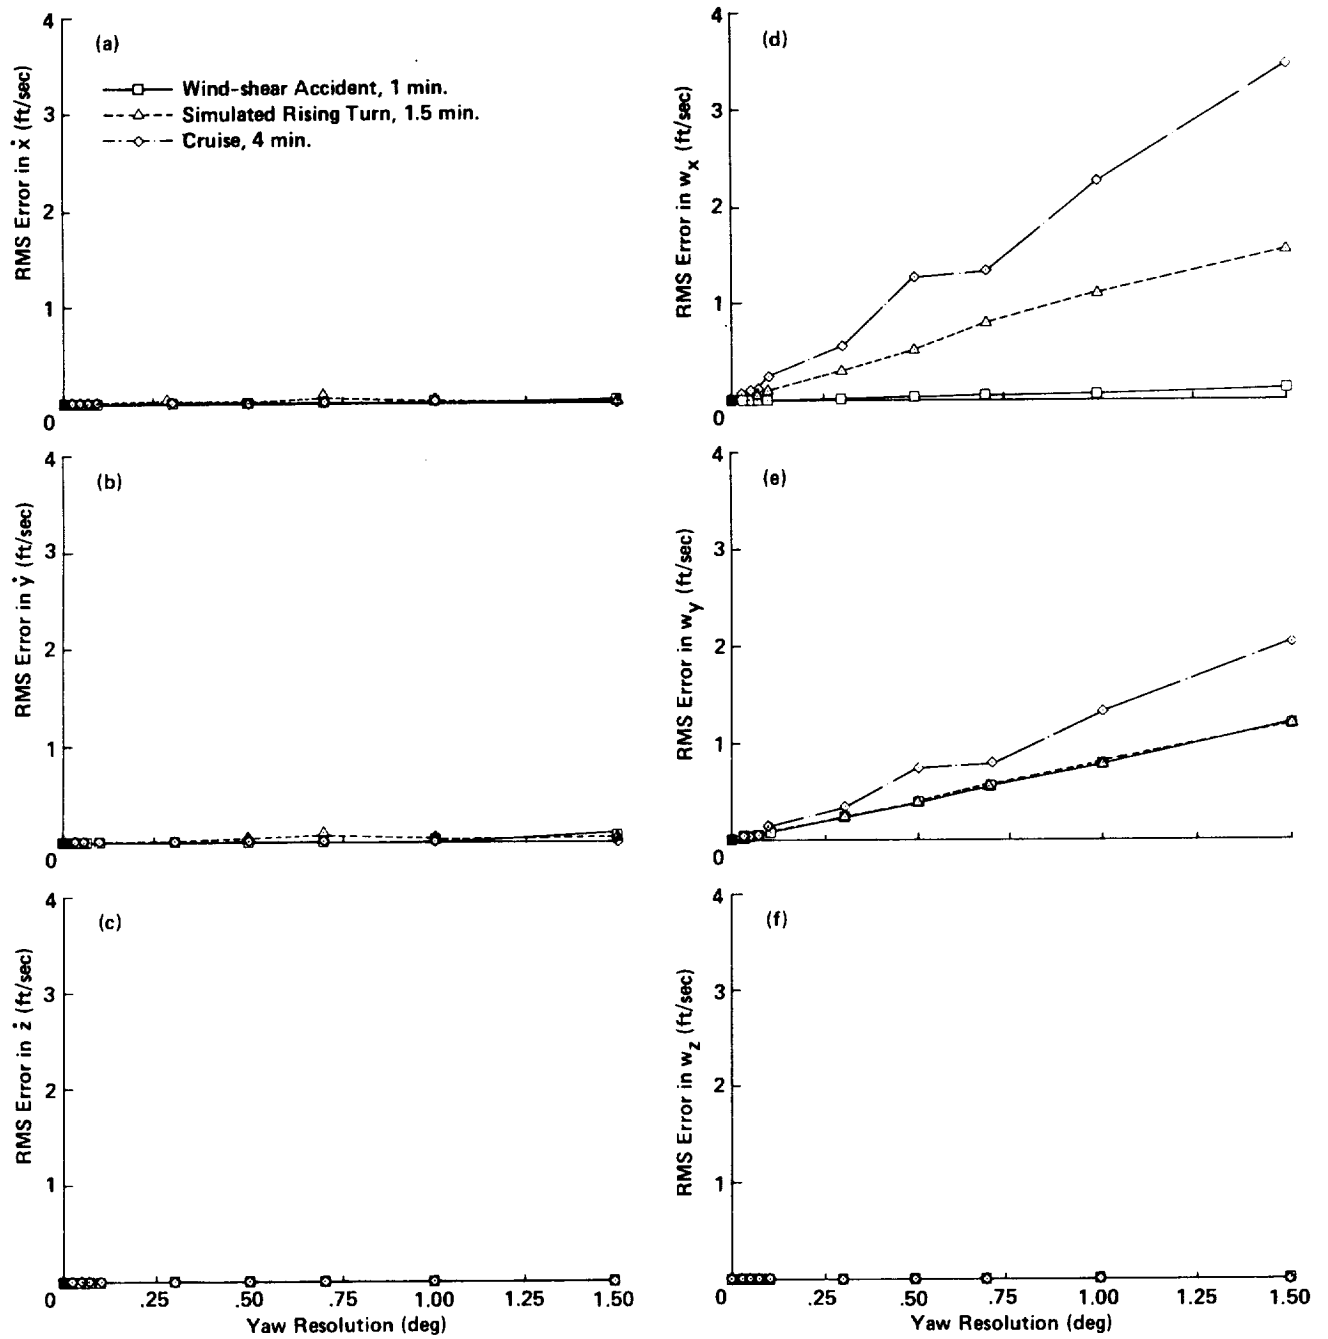 (a)
4
3
2
1
0
RMS Error in ẋ (ft/sec)
Wind-shear Accident, 1 min.
Simulated Rising Turn, 1.5 min.
Cruise, 4 min.
(b)
4
3
2
1
0
RMS Error in ẏ (ft/sec)
(c)
4
3
2
1
0
RMS Error in ż (ft/sec)
.25 .50 .75 1.00 1.25 1.50
Yaw Resolution (deg)
(d)
4
3
2
1
0
RMS Error in w_x (ft/sec)
(e)
4
3
2
1
0
RMS Error in w_y (ft/sec)
(f)
4
3
2
1
0
RMS Error in w_z (ft/sec)
.25 .50 .75 1.00 1.25 1.50
Yaw Resolution (deg)